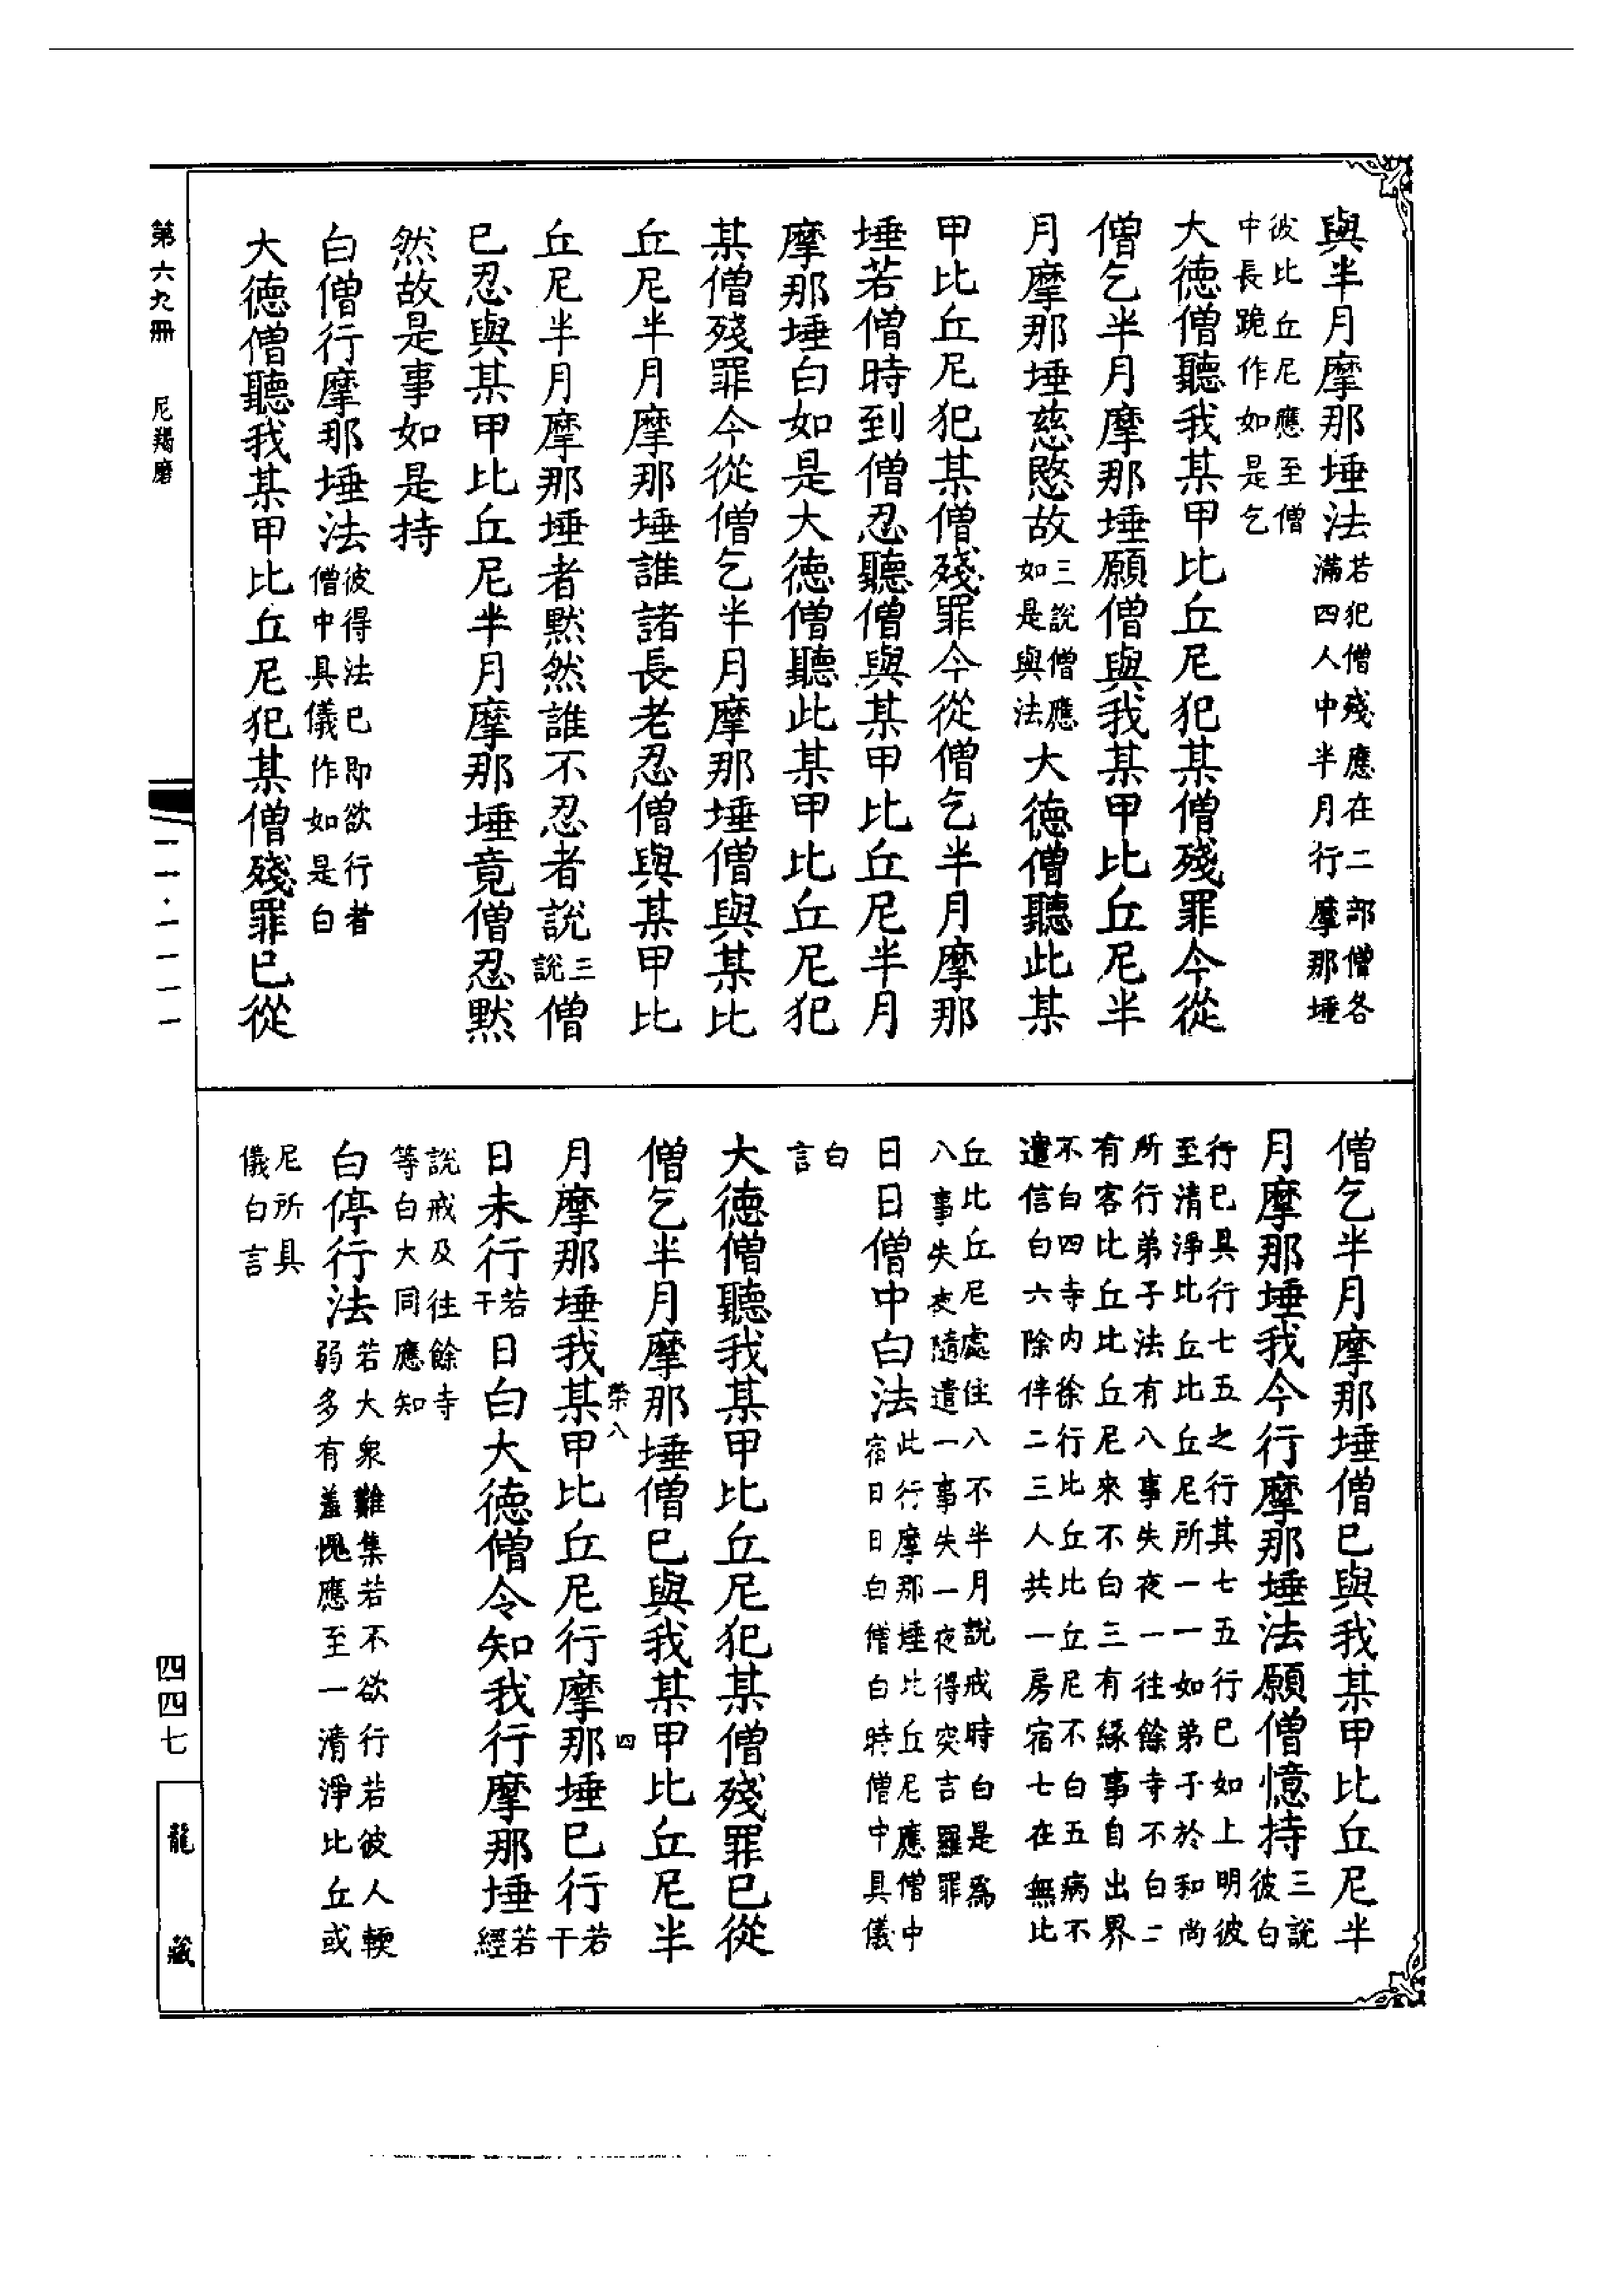 與半月摩那埵法若犯僧殘應在二部僧各滿四人中半月行摩那埵
彼比丘尼應至僧中長跪作如是乞
大德僧聽我某甲比丘尼犯某僧殘罪今從
僧乞半月摩那埵願僧與我某甲比丘尼半
月摩那埵慈愍故三說僧應如是與法大德僧聽此某
甲比丘尼犯某僧殘罪今從僧乞半月摩那
埵若僧時到僧忍聽僧與某甲比丘尼半月
摩那埵白如是大德僧聽此某甲比丘尼犯
某僧殘罪今從僧乞半月摩那埵僧與某比
丘尼半月摩那埵誰諸長老忍僧與某甲比
丘尼半月摩那埵者默然誰不忍者說三說僧
已忍與某甲比丘尼半月摩那埵竟僧忍默
然故是事如是持
白僧行摩那埵法彼得法已即欲行者僧中具儀作如是白
大德僧聽我某甲比丘尼犯某僧殘罪已從
僧乞半月摩那埵僧已與我某甲比丘尼半
月摩那埵我今行摩那埵法願僧憶持三說彼白
行已具行七五之行其七五行已如上明彼
至清淨比丘比丘尼所一一如弟子於和尚
所行弟子法有八事失夜一往餘寺不白二
有客比丘比丘尼來不白三有緣事自出界
不白四寺內徐行比丘比丘尼不白五病不
遣信白六除伴二三人共一房宿七在無比
丘比丘尼處住八不半月說戒時白是為
八事失夜隨遣一事失一夜得突吉羅罪
日日僧中白法此行摩那埵比丘尼應僧中宿日日白僧白時僧中具儀
白言
大德僧聽我某甲比丘尼犯某僧殘罪已從
僧乞半月摩那埵僧已與我某甲比丘尼半
榮八 四
月摩那埵我某甲比丘尼行摩那埵已行若干
日未行若干日白大德僧令知我行摩那埵若經
說戒及往餘寺等白大同應知
白停行法若大眾難集若不欲行若彼人輭弱多有羞愧應至一清淨比丘或
尼所具儀白言
第六九冊 尼羯磨
一一·一一一一
四四七
龍藏